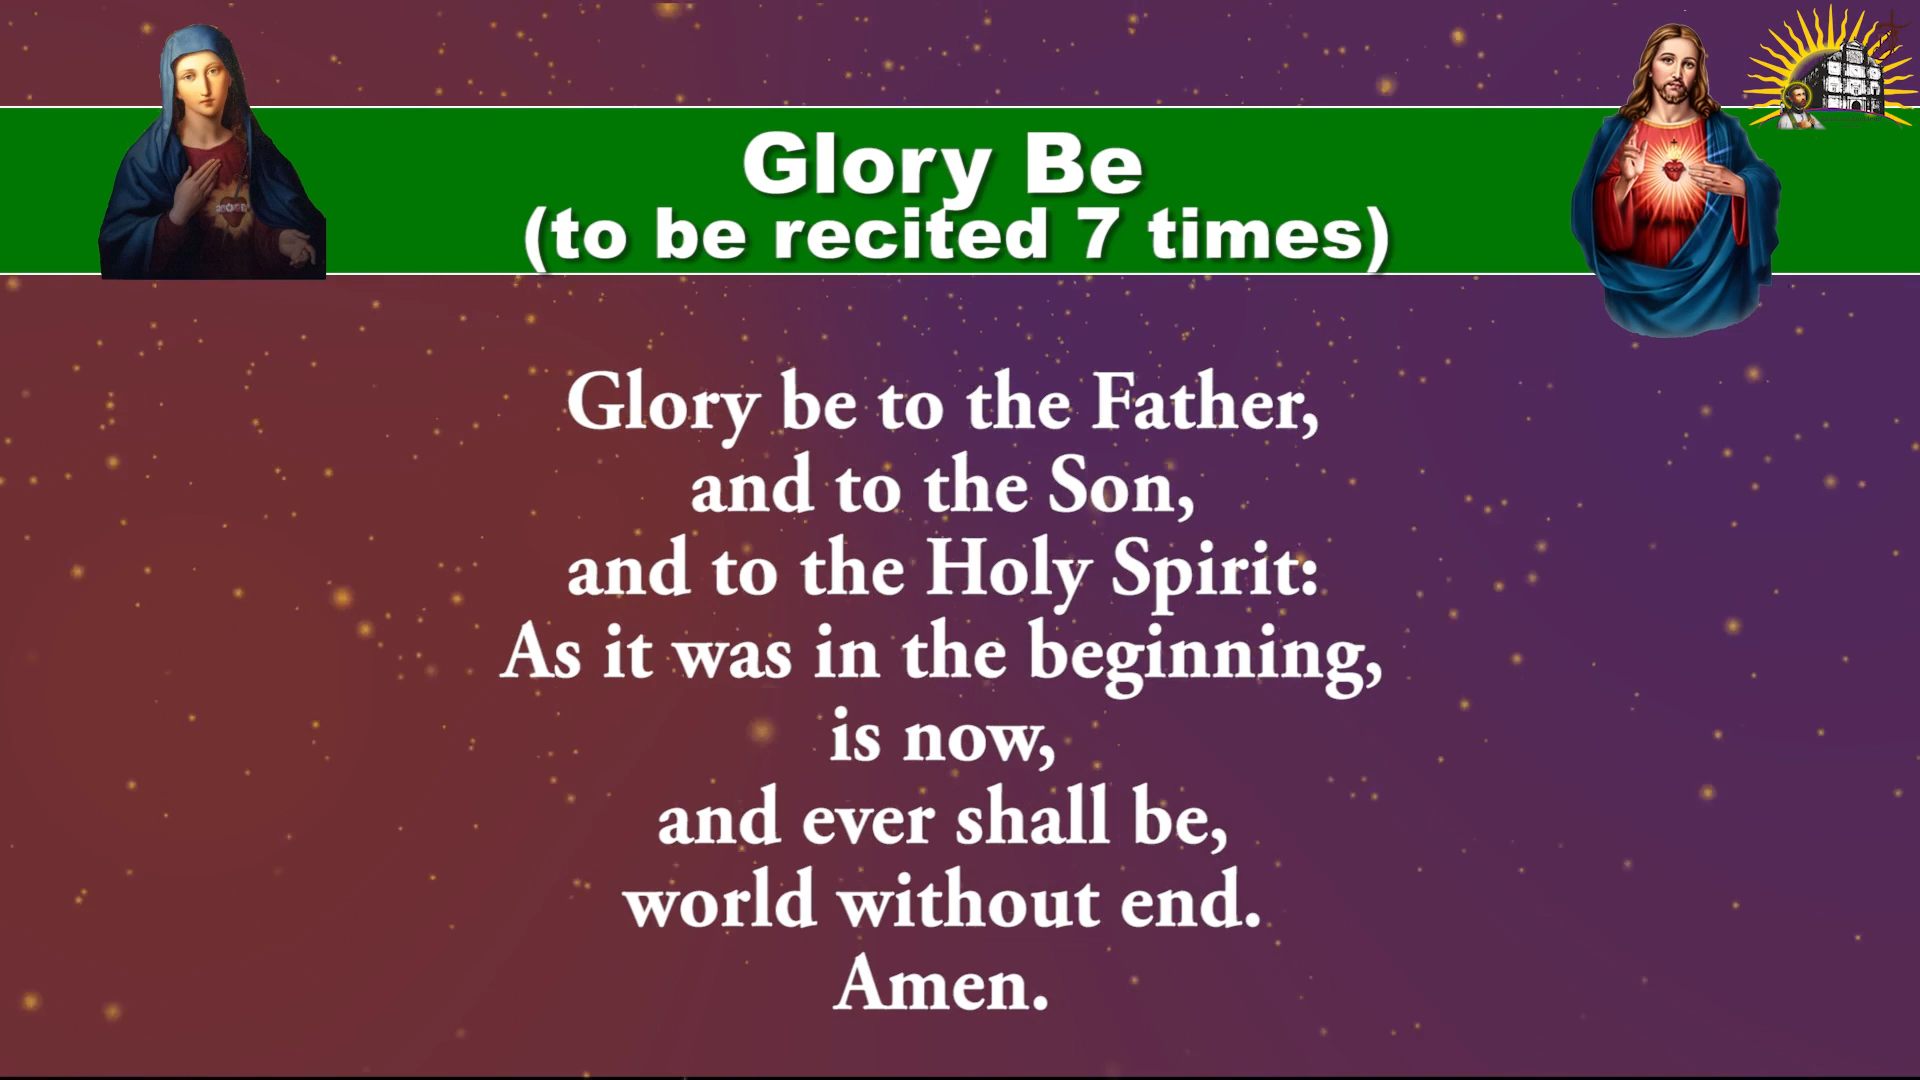 Glory Be
(to be recited 7 times)
Glory be to the Father,
and to the Son,
and to the Holy Spirit:
As it was in the beginning,
is now,
and ever shall be,
world without end.
Amen.